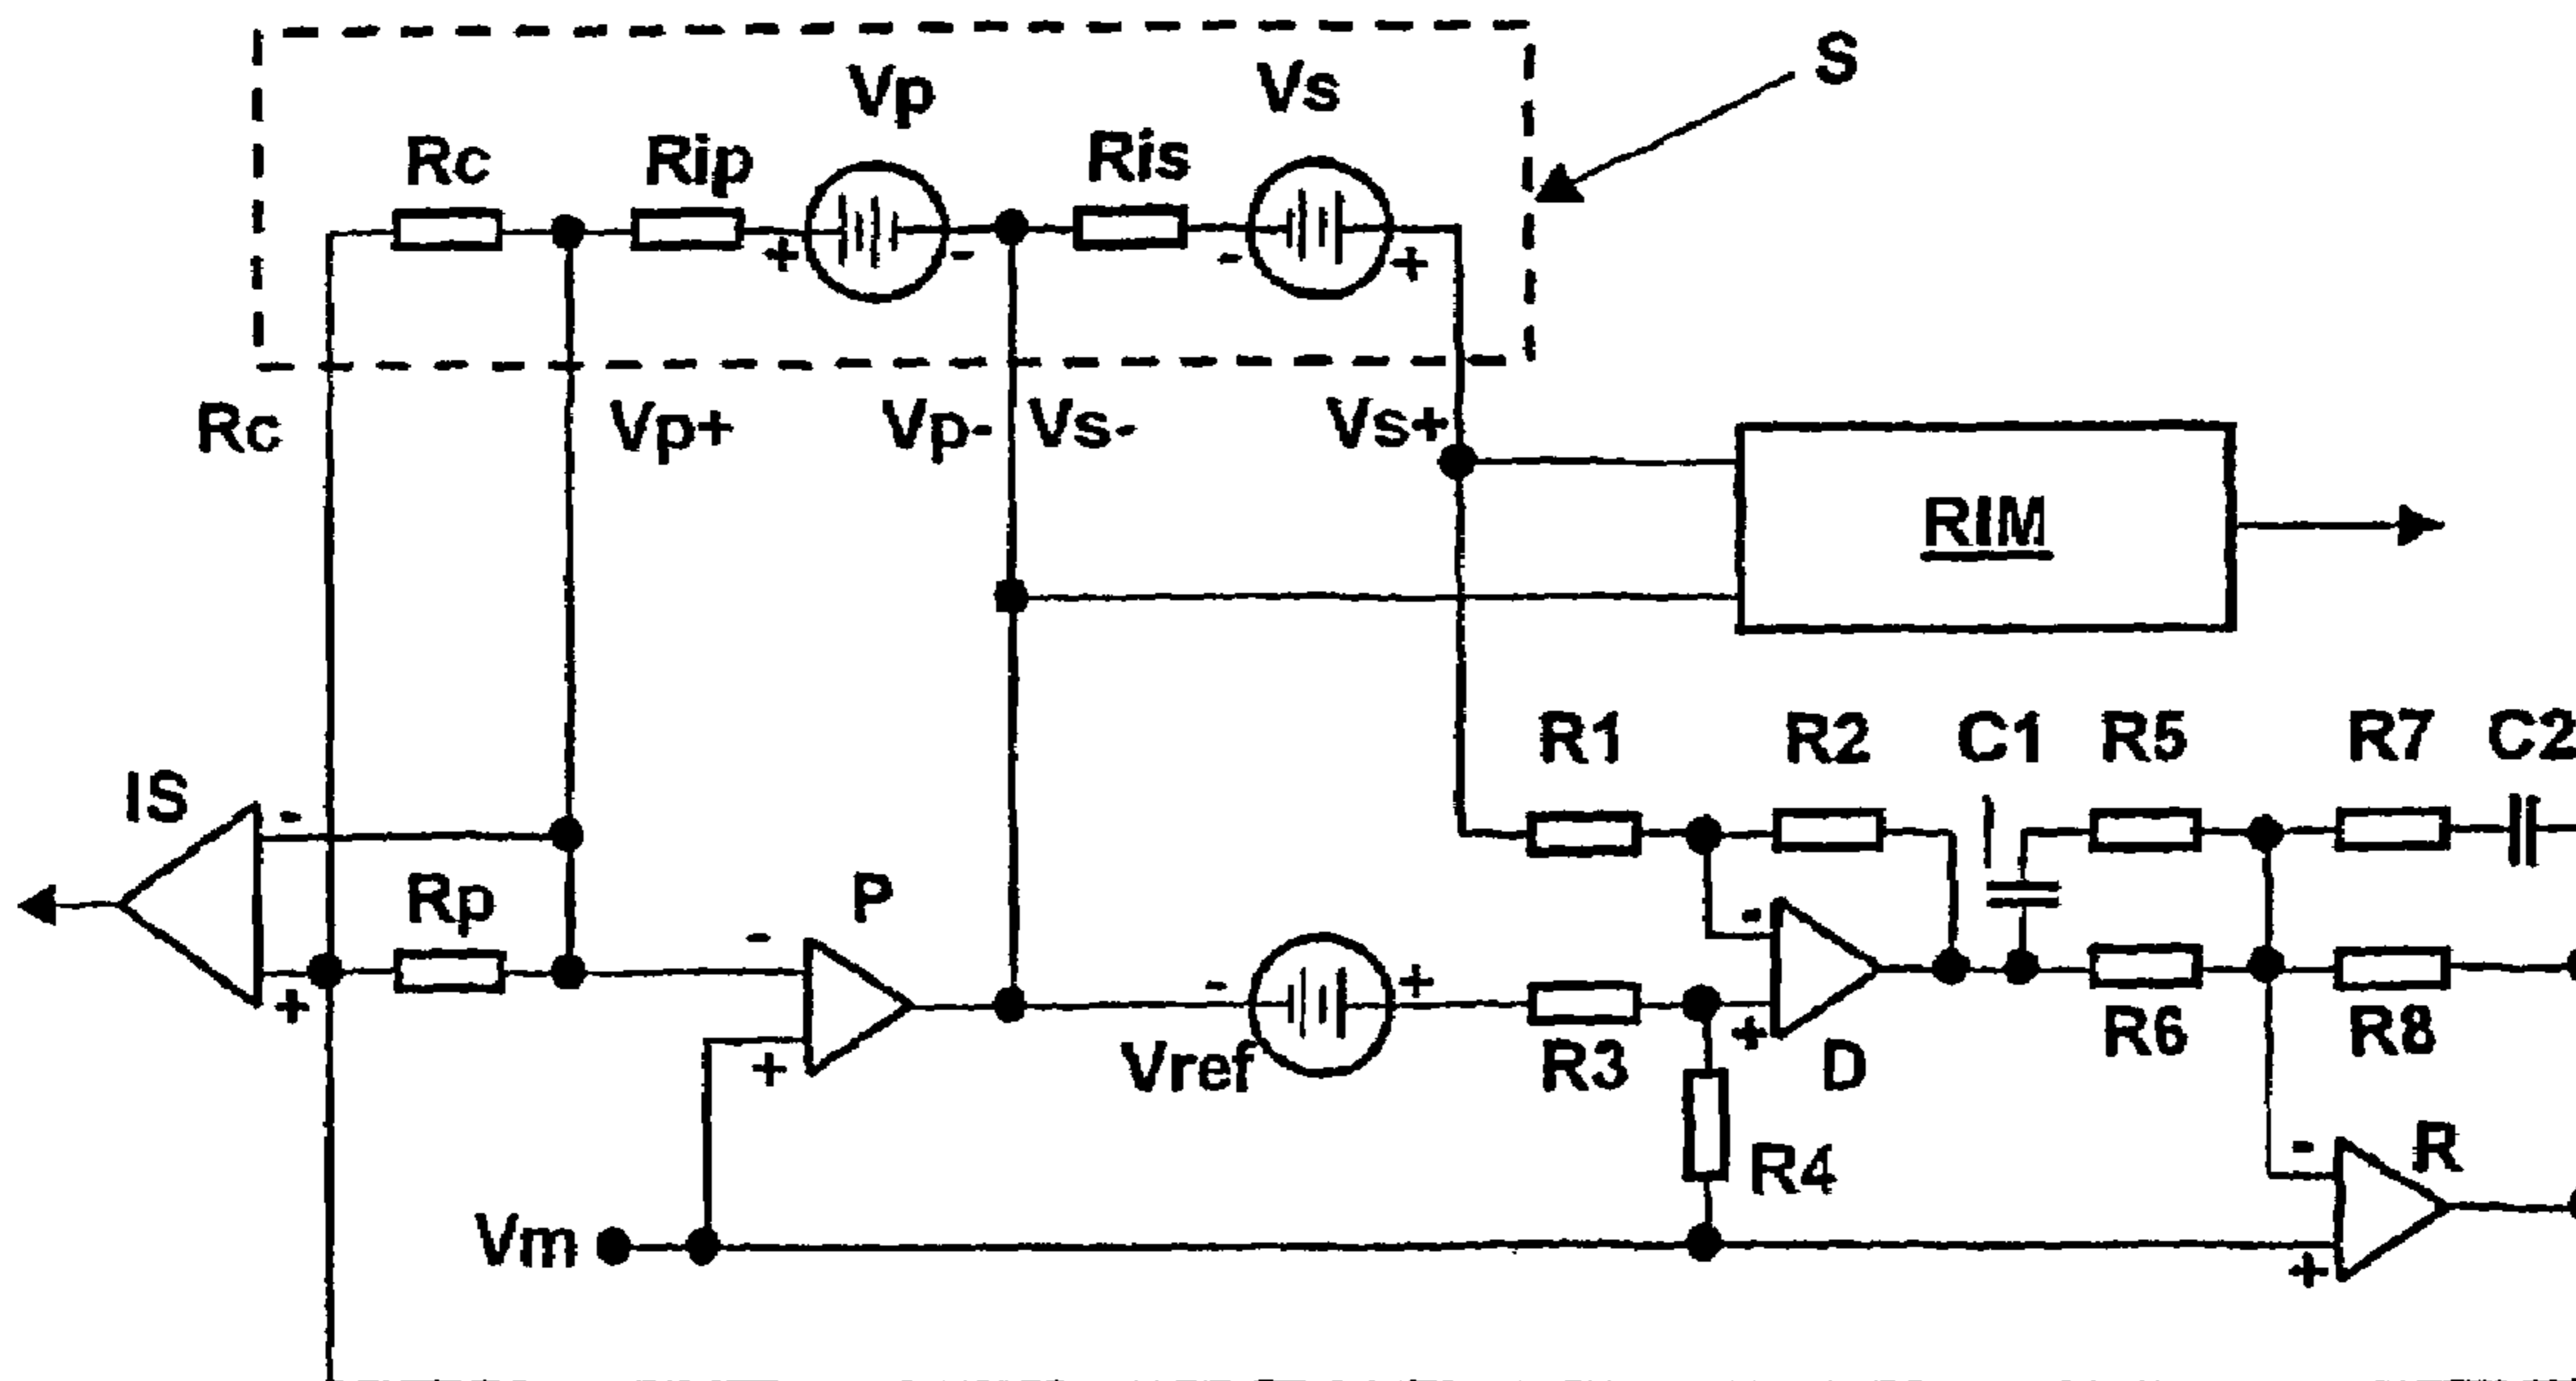 S
Vp Vs
Rc Rip Ris
+ - - +
Rc Vp+ Vp- Vs- Vs+
RIM
R1 R2 C1 R5 R7 C2
IS -
Rp P - - +
- +
+ + Vref R3 + D R6 R8
R4 - R
Vm
+